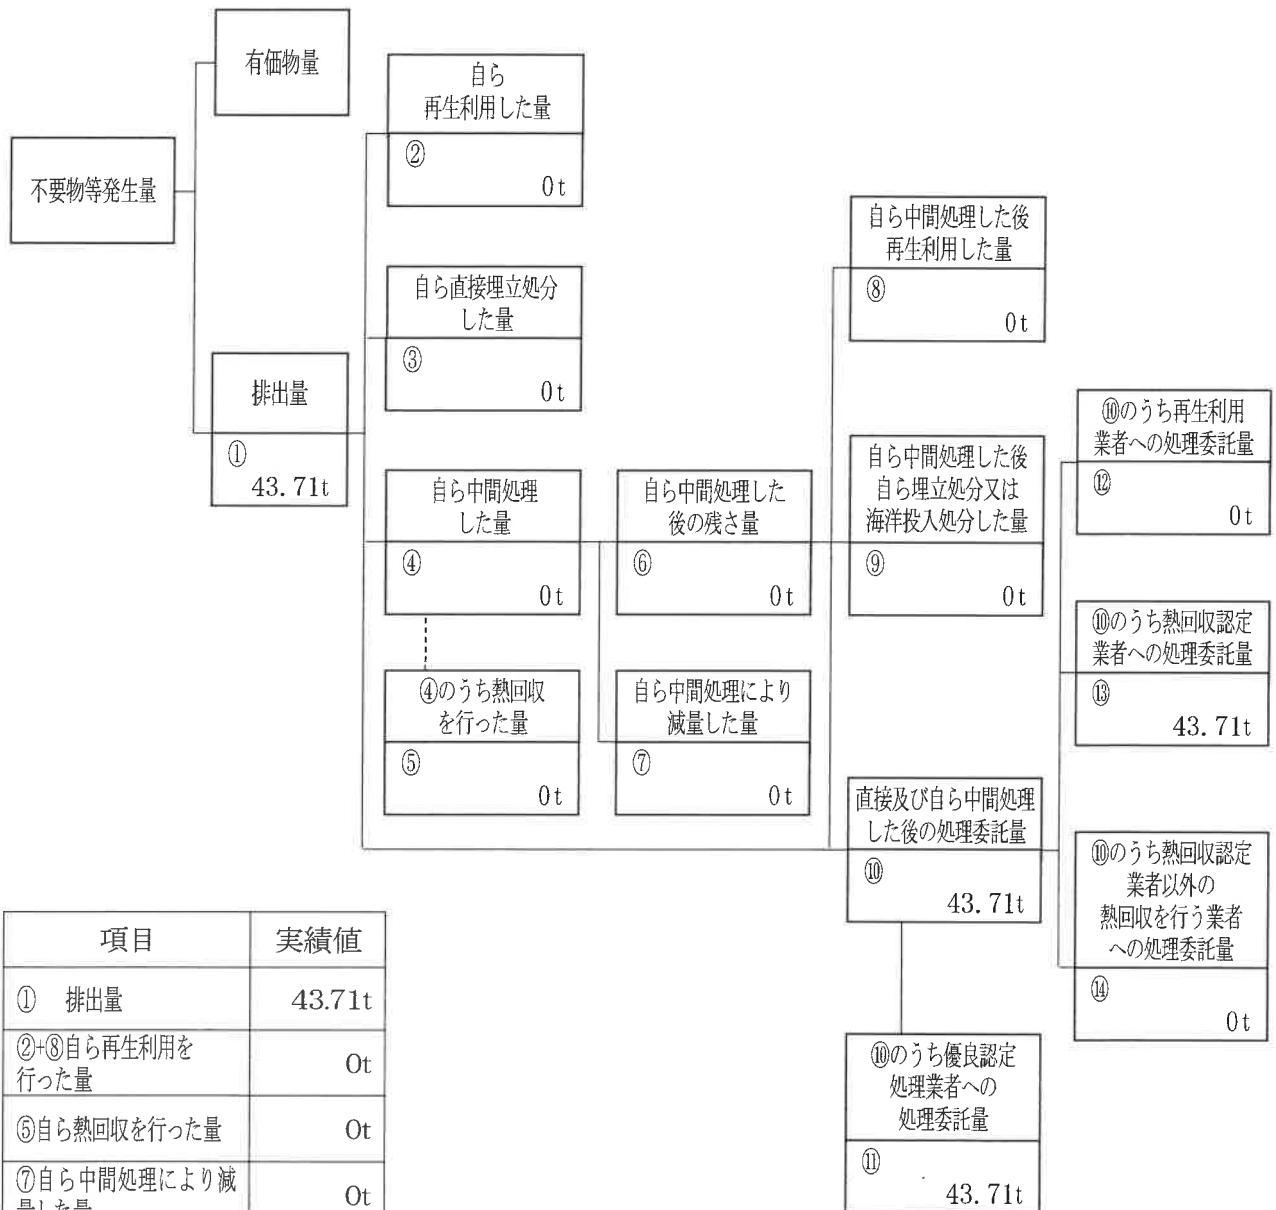 有価物量
不要物等発生量
排出量
①
43.71t
自ら
再生利用した量
②
0t
自ら直接埋立処分
した量
③
0t
自ら中間処理
した量
④
0t
④のうち熱回収
を行った量
⑤
0t
自ら中間処理した
後の残さ量
⑥
0t
自ら中間処理により
減量した量
⑦
0t
自ら中間処理した後
再生利用した量
⑧
0t
自ら中間処理した後
自ら埋立処分又は
海洋投入処分した量
⑨
0t
直接及び自ら中間処理
した後の処理委託量
⑩
43.71t
⑩のうち優良認定
処理業者への
処理委託量
⑪
43.71t
⑩のうち再生利用
業者への処理委託量
⑫
0t
⑩のうち熱回収認定
業者への処理委託量
⑬
43.71t
⑩のうち熱回収認定
業者以外の
熱回収を行う業者
への処理委託量
⑭
0t
項目 実績値
① 排出量 43.71t
②+⑧自ら再生利用を
行った量 0t
⑤自ら熱回収を行った量 0t
⑦自ら中間処理により減
量した量 0t